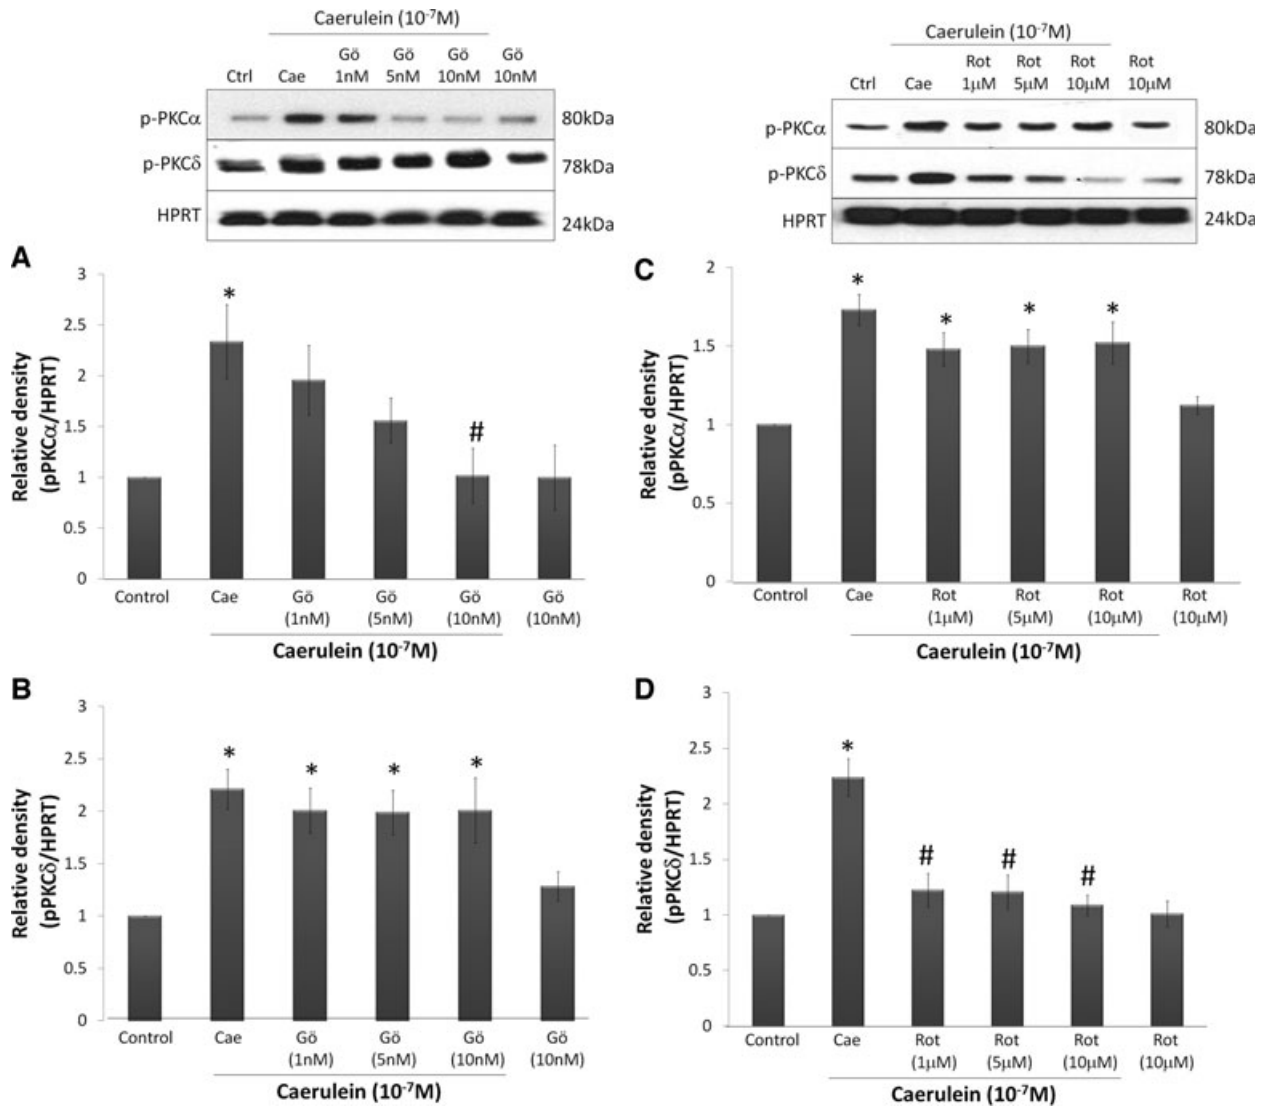 Caerulein (10-7M)
Ctrl Cae Gö 1nM Gö 5nM Gö 10nM Gö 10nM
p-PKCα 80kDa
p-PKCδ 78kDa
HPRT 24kDa
Caerulein (10-7M)
Ctrl Cae Rot 1μM Rot 5μM Rot 10μM Rot 10μM
p-PKCα 80kDa
p-PKCδ 78kDa
HPRT 24kDa
A
Relative density
(pPKCα/HPRT)
3
2.5
2
1.5
1
0.5
0
*
#
Control Cae Gö (1nM) Gö (5nM) Gö (10nM) Gö (10nM)
Caerulein (10-7M)
C
Relative density
(pPKCα/HPRT)
2
1.5
1
0.5
0
* * * *
Control Cae Rot (1μM) Rot (5μM) Rot (10μM) Rot (10μM)
Caerulein (10-7M)
B
Relative density
(pPKCδ/HPRT)
3
2.5
2
1.5
1
0.5
0
* * * *
Control Cae Gö (1nM) Gö (5nM) Gö (10nM) Gö (10nM)
Caerulein (10-7M)
D
Relative density
(pPKCδ/HPRT)
3
2.5
2
1.5
1
0.5
0
*
# # #
Control Cae Rot (1μM) Rot (5μM) Rot (10μM) Rot (10μM)
Caerulein (10-7M)